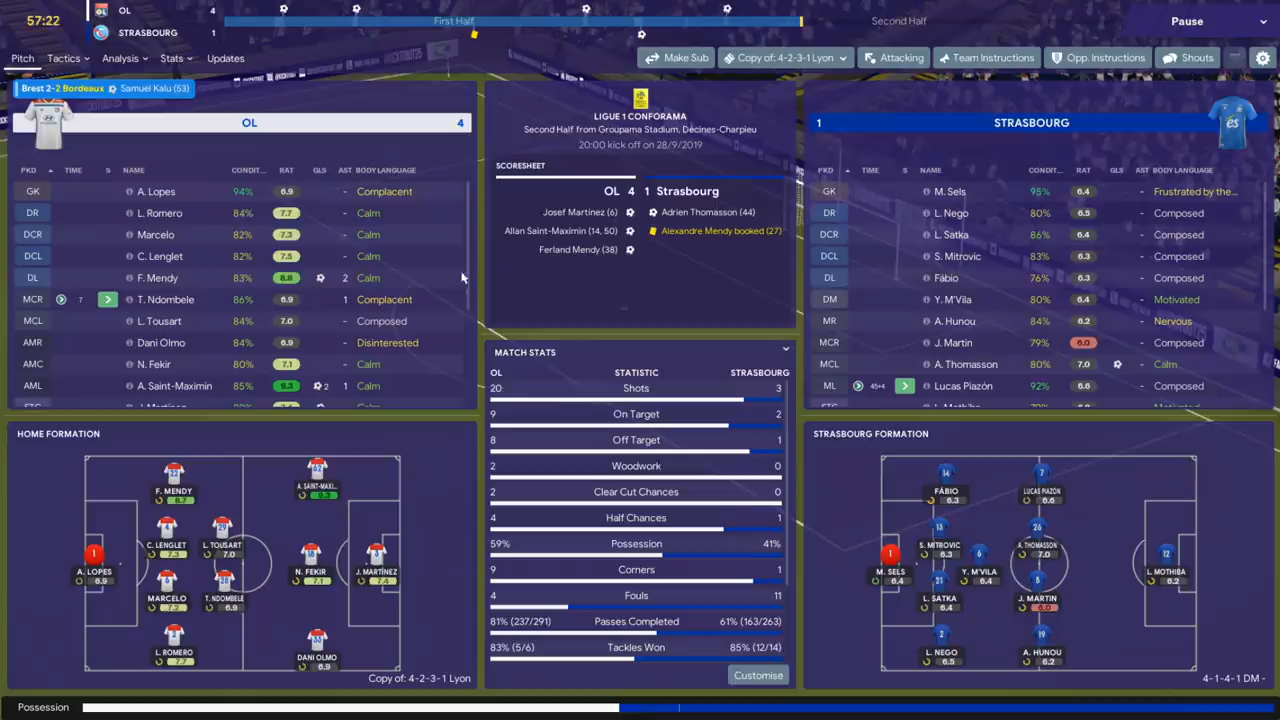 57:22
OL 4
STRASBOURG 1
First Half
Second Half
Pause
Pitch Tactics Analysis Stats Updates
Make Sub Copy of: 4-2-3-1 Lyon Attacking Team Instructions Opp. Instructions Shouts
Brest 2-2 Bordeaux Samuel Kalu (53)
OL 4
PKD TIME S NAME CONDIT... RAT GLS AST BODY LANGUAGE
GK A. Lopes 94% 6.9 - Complacent
DR L. Romero 84% 7.7 - Calm
DCR Marcelo 82% 7.3 - Calm
DCL C. Lenglet 82% 7.5 - Calm
DL F. Mendy 83% 8.8 2 Calm
MCR 7 T. Ndombele 86% 6.9 1 Complacent
MCL L. Tousart 84% 7.0 - Composed
AMR Dani Olmo 84% 6.9 - Disinterested
AMC N. Fekir 80% 7.1 - Calm
AML A. Saint-Maximin 85% 9.3 2 1 Calm
LIGUE 1 CONFORAMA
Second Half from Groupama Stadium, Décines-Charpieu
20:00 kick off on 28/9/2019
SCORESHEET
OL 4 1 Strasbourg
Josef Martínez (6) Adrien Thomasson (44)
Allan Saint-Maximin (14, 50) Alexandre Mendy booked (27)
Ferland Mendy (38)
1 STRASBOURG
PKD TIME S NAME CONDIT... RAT GLS AST BODY LANGUAGE
GK M. Sels 95% 6.4 - Frustrated by the...
DR L. Nego 80% 6.5 - Composed
DCR L. Satka 86% 6.4 - Composed
DCL S. Mitrovic 83% 6.3 - Composed
DL Fábio 76% 6.3 - Composed
DM Y. M'Vila 80% 6.4 - Motivated
MR A. Hunou 84% 6.2 - Nervous
MCR J. Martin 79% 6.0 - Composed
MCL A. Thomasson 80% 7.0 - Calm
ML 45+4 Lucas Piazón 92% 6.6 - Composed
MATCH STATS
OL STATISTIC STRASBOURG
20 Shots 3
9 On Target 2
8 Off Target 1
2 Woodwork 0
2 Clear Cut Chances 0
4 Half Chances 1
59% Possession 41%
9 Corners 1
4 Fouls 11
81% (237/291) Passes Completed 61% (163/263)
83% (5/6) Tackles Won 85% (12/14)
Customise
HOME FORMATION
F. MENDY
8.7
A. SAINT-MAXI...
9.3
C. LENGLET
7.3
L. TOUSART
7.0
1
A. LOPES
6.9
N. FEKIR
7.1
J. MARTÍNEZ
7.4
MARCELO
7.2
T. NDOMBELE
6.9
L. ROMERO
7.7
DANI OLMO
6.9
Copy of: 4-2-3-1 Lyon
STRASBOURG FORMATION
14
FÁBIO
6.3
7
LUCAS PIAZÓN
6.6
13
S. MITROVIC
6.3
26
A. THOMASSON
7.0
1
M. SELS
6.4
6
Y. M'VILA
6.4
12
L. MOTHIBA
6.2
21
L. SATKA
6.4
J. MARTIN
6.0
2
L. NEGO
6.5
19
A. HUNOU
6.2
4-1-4-1 DM -
Possession